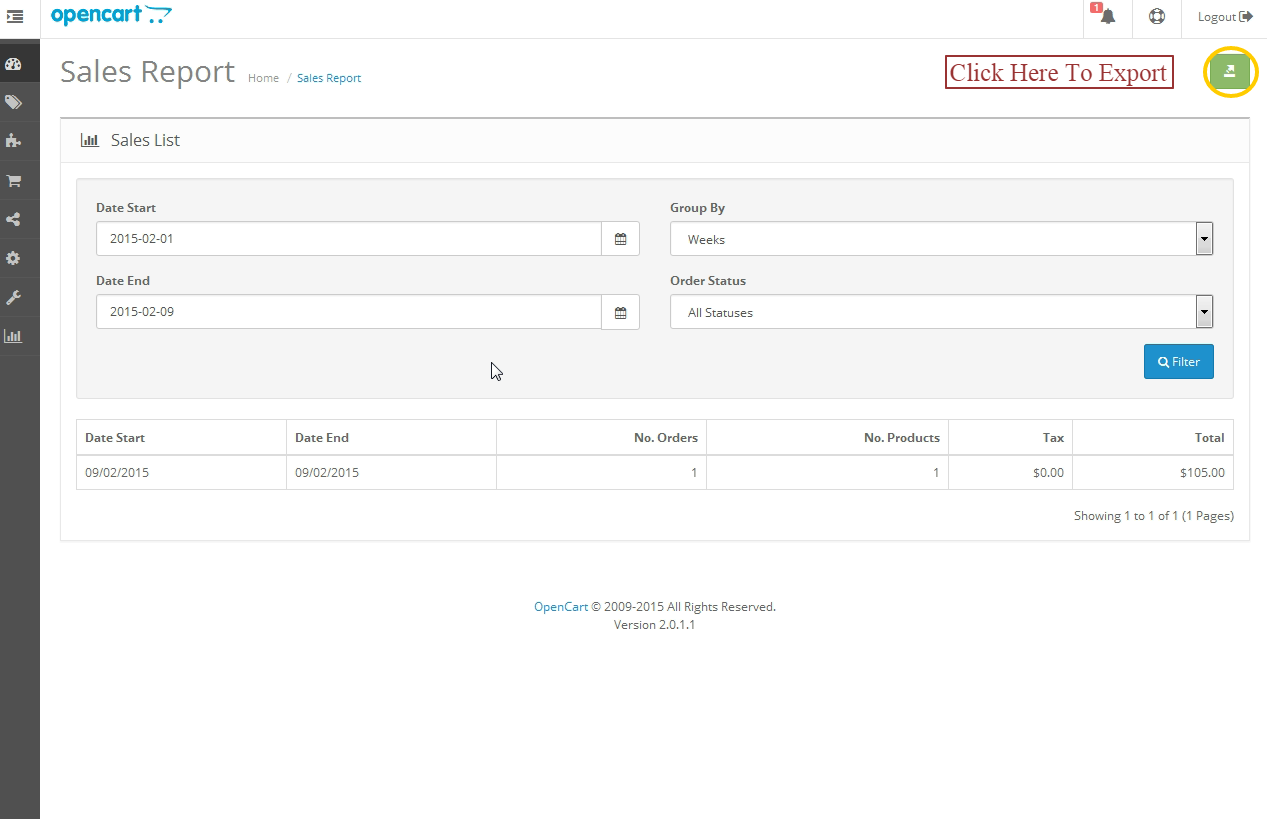 opencart
1
Logout
Sales Report Home / Sales Report
Click Here To Export
Sales List
Date Start
2015-02-01
Group By
Weeks
Date End
2015-02-09
Order Status
All Statuses
Filter
Date Start Date End No. Orders No. Products Tax Total
09/02/2015 09/02/2015 1 1 $0.00 $105.00
Showing 1 to 1 of 1 (1 Pages)
OpenCart © 2009-2015 All Rights Reserved.
Version 2.0.1.1